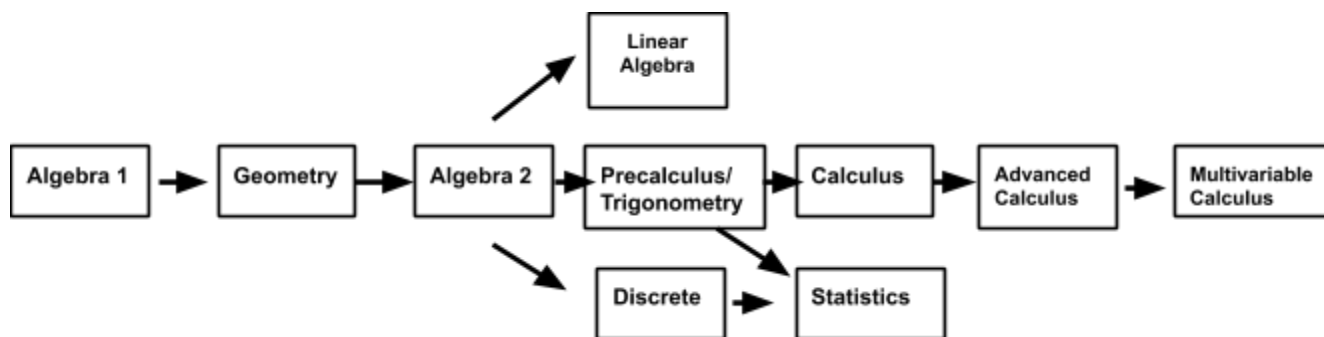 Linear
Algebra
Algebra 1
Geometry
Algebra 2
Precalculus/
Trigonometry
Calculus
Advanced
Calculus
Multivariable
Calculus
Discrete
Statistics